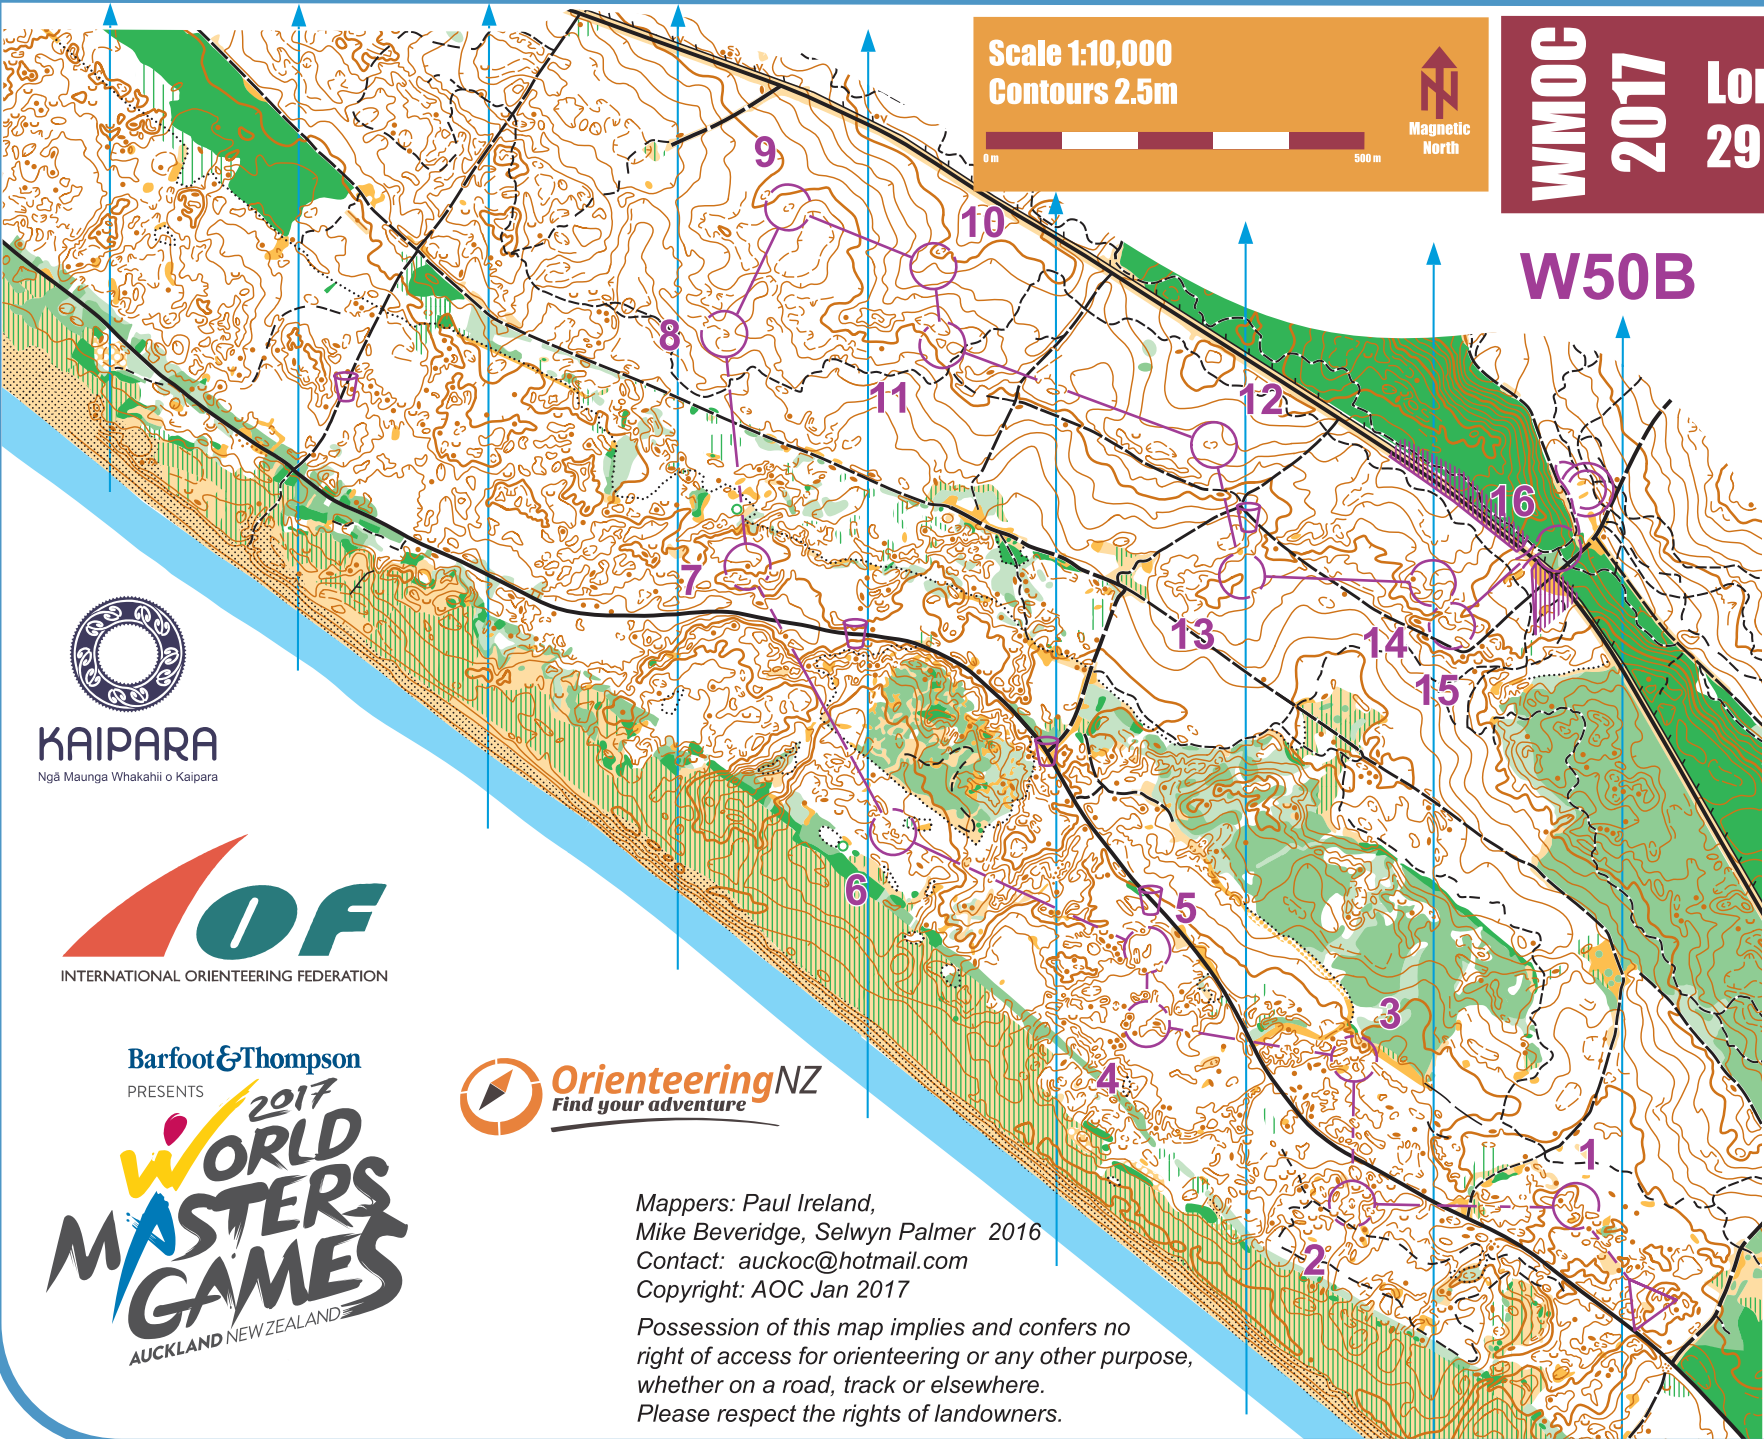 Scale 1:10,000
Contours 2.5m
0 m
500 m
Magnetic
North
WMOC
2017
29
W50B
9
10
8
11
12
16
7
13
14
15
6
5
3
4
1
2
KAIPARA
Ngā Maunga Whakahii o Kaipara
IOF
INTERNATIONAL ORIENTEERING FEDERATION
Barfoot&Thompson
PRESENTS
2017
WORLD
MASTERS
GAMES
AUCKLAND NEW ZEALAND
OrienteeringNZ
Find your adventure
Mappers: Paul Ireland,
Mike Beveridge, Selwyn Palmer 2016
Contact: auckoc@hotmail.com
Copyright: AOC Jan 2017
Possession of this map implies and confers no
right of access for orienteering or any other purpose,
whether on a road, track or elsewhere.
Please respect the rights of landowners.